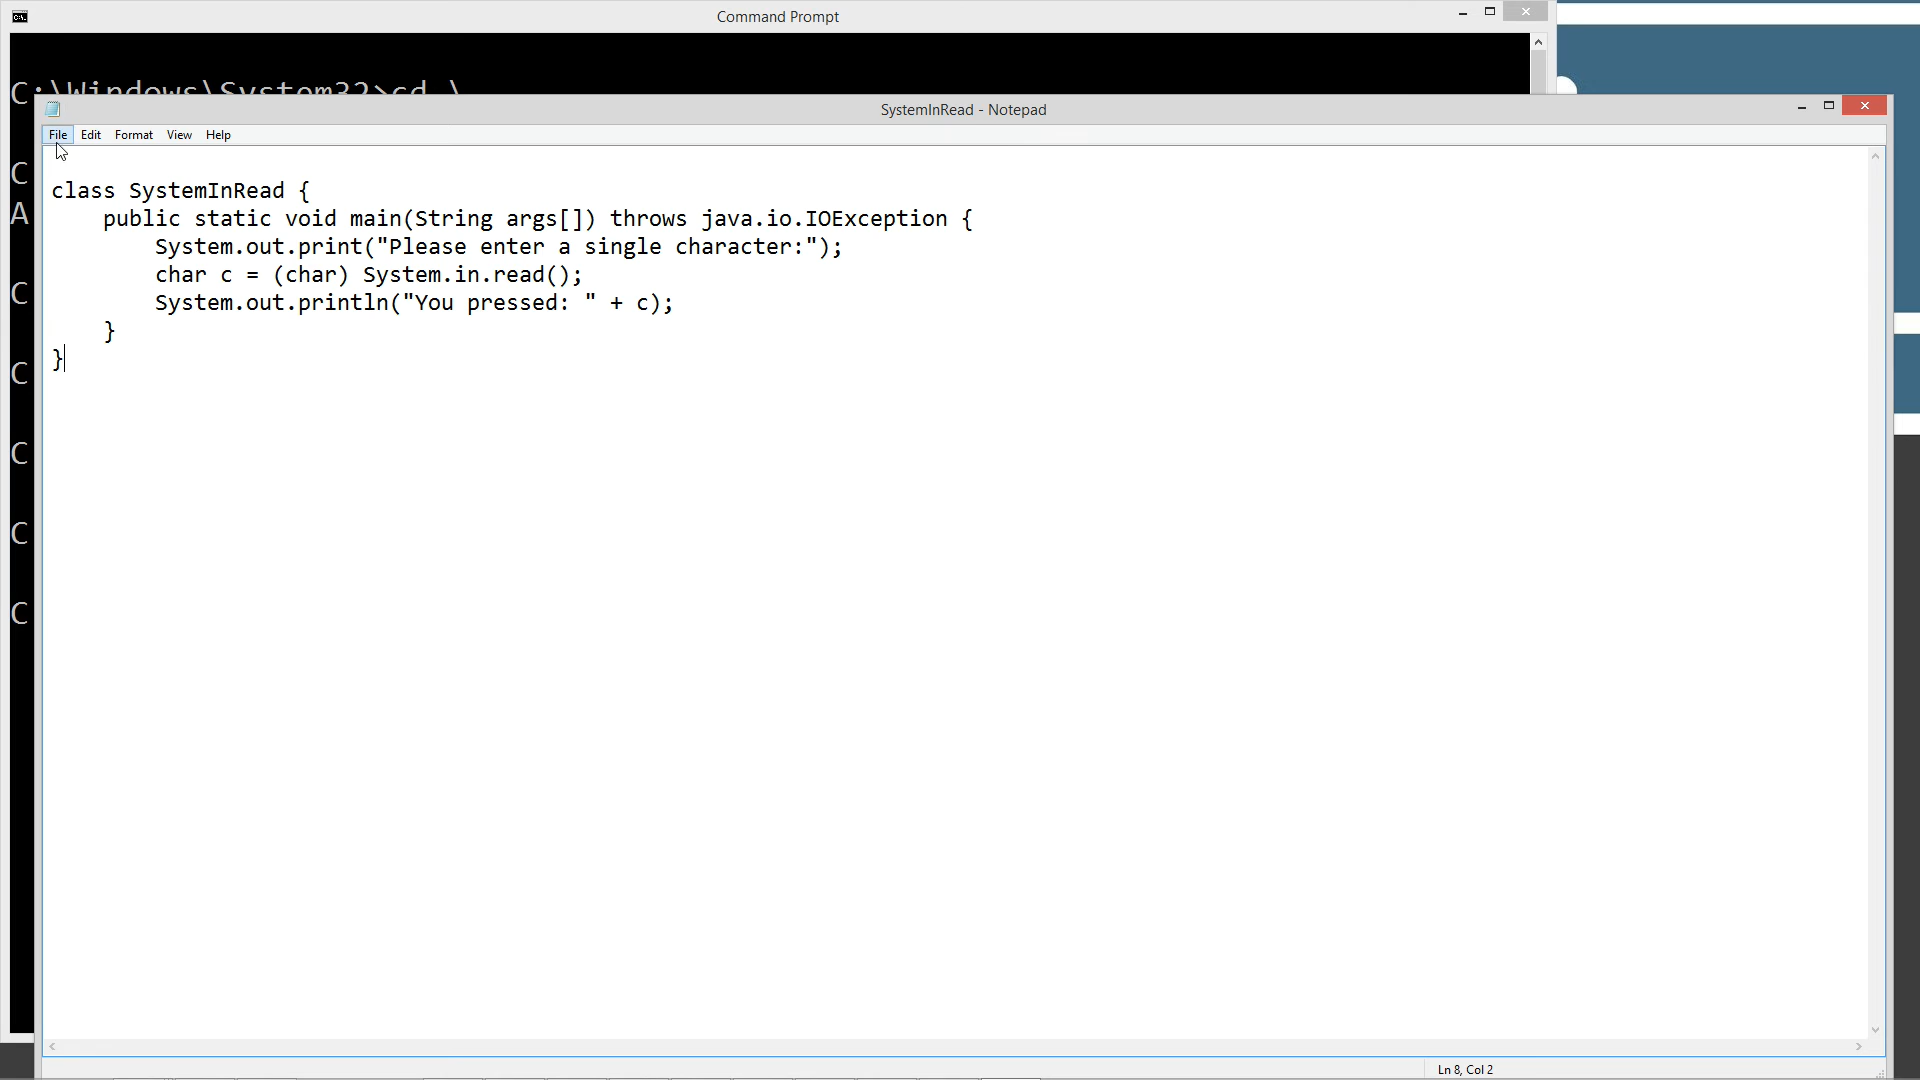 Command Prompt
C:\Windows\System32>cd \
SystemInRead - Notepad
File Edit Format View Help
C
A
C
C
C
C
C
class SystemInRead {
    public static void main(String args[]) throws java.io.IOException {
        System.out.print("Please enter a single character:");
        char c = (char) System.in.read();
        System.out.println("You pressed: " + c);
    }
}
Ln 8, Col 2